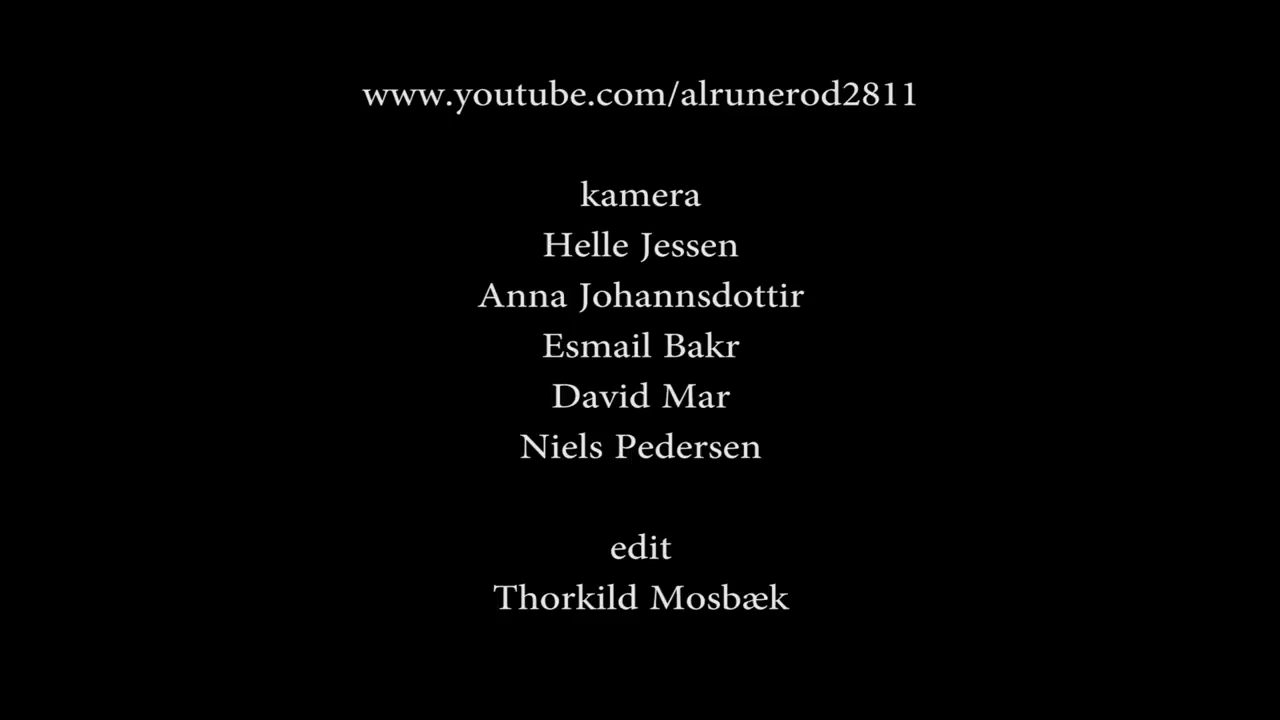 www.youtube.com/alrunerod2811
kamera
Helle Jessen
Anna Johannsdottir
Esmail Bakr
David Mar
Niels Pedersen
edit
Thorkild Mosbæk